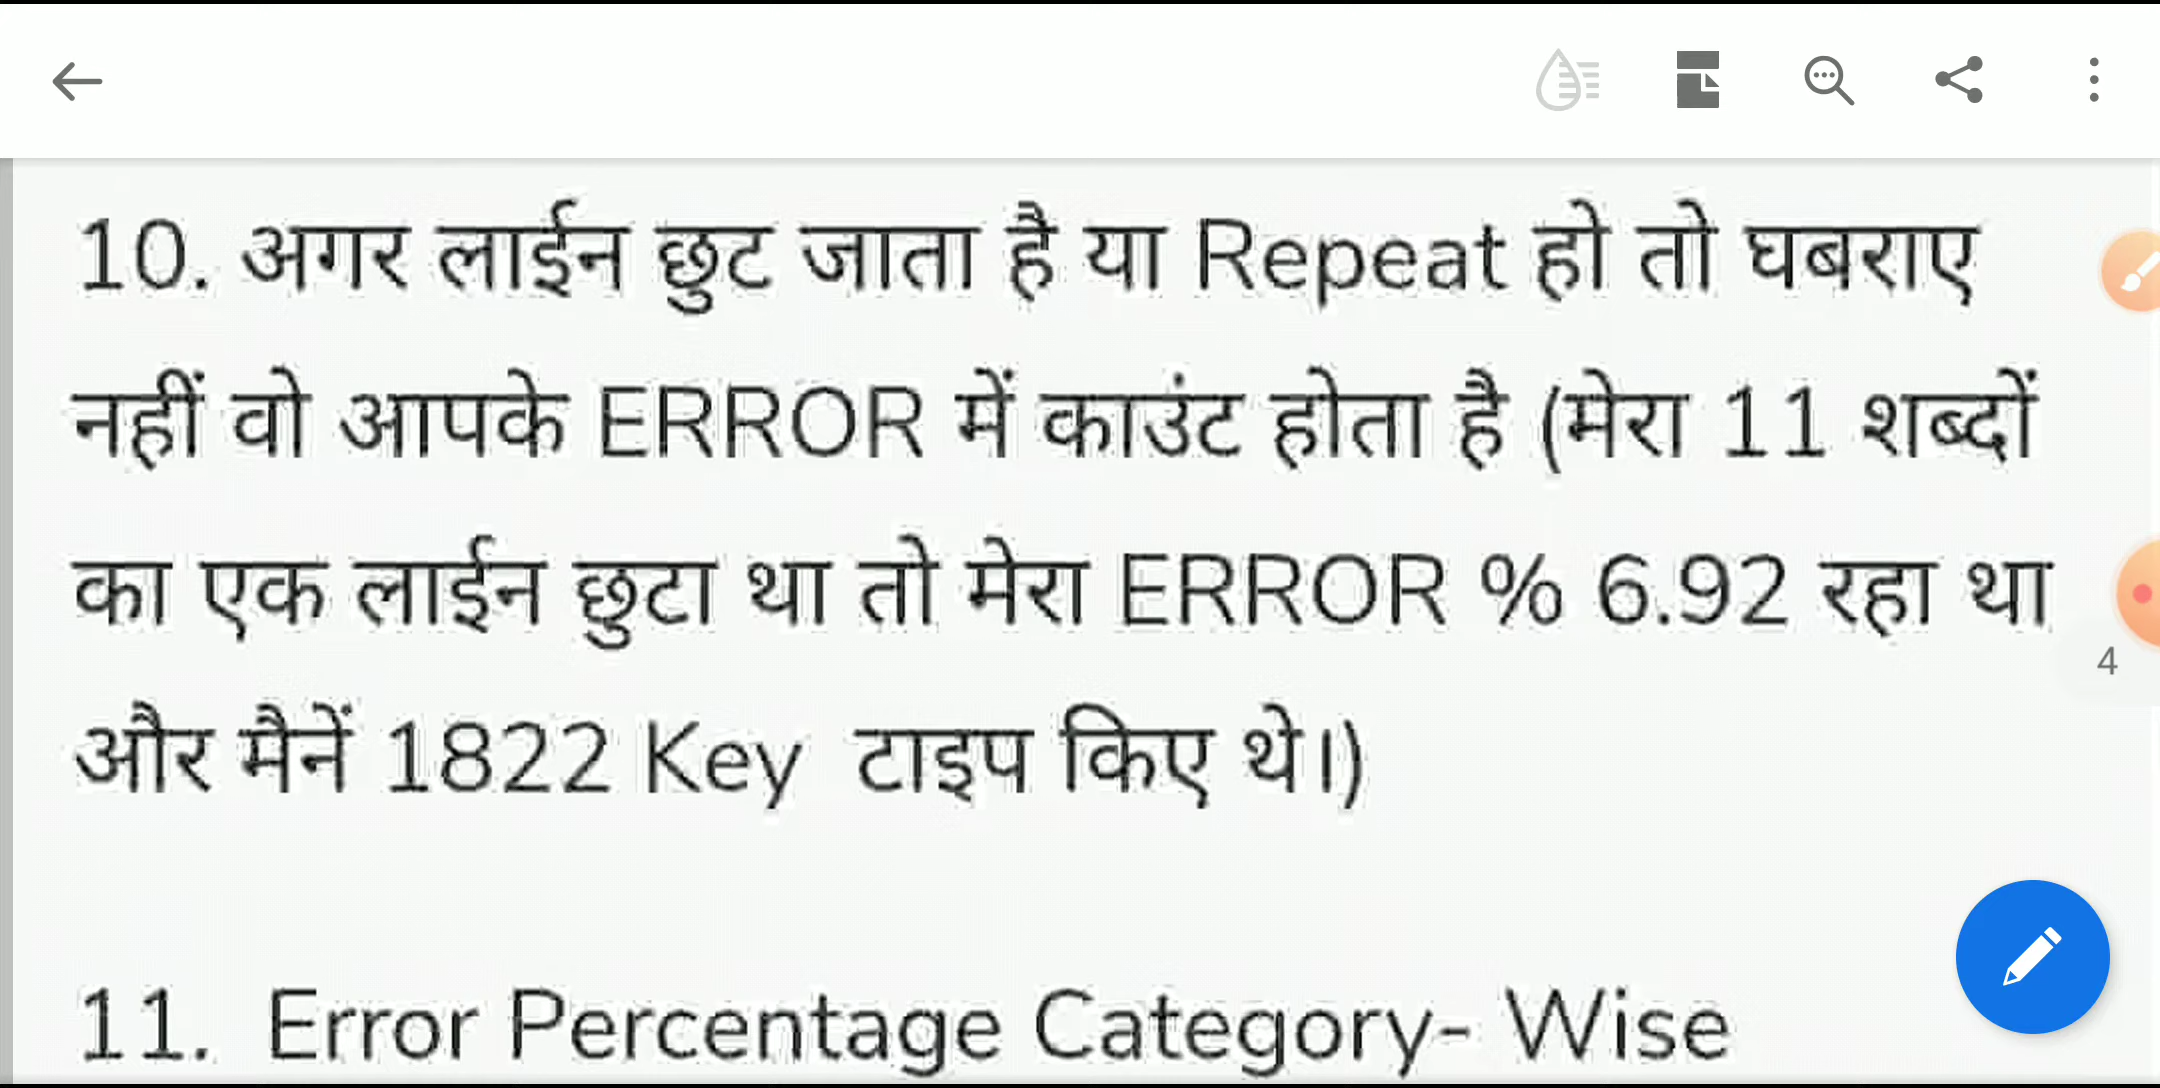 10. अगर लाईन छुट जाता है या Repeat हो तो घबराए
नहीं वो आपके ERROR में काउंट होता है (मेरा 11 शब्दों
का एक लाईन छुटा था तो मेरा ERROR % 6.92 रहा था
4
और मैनें 1822 Key टाइप किए थे।)
11. Error Percentage Category- Wise